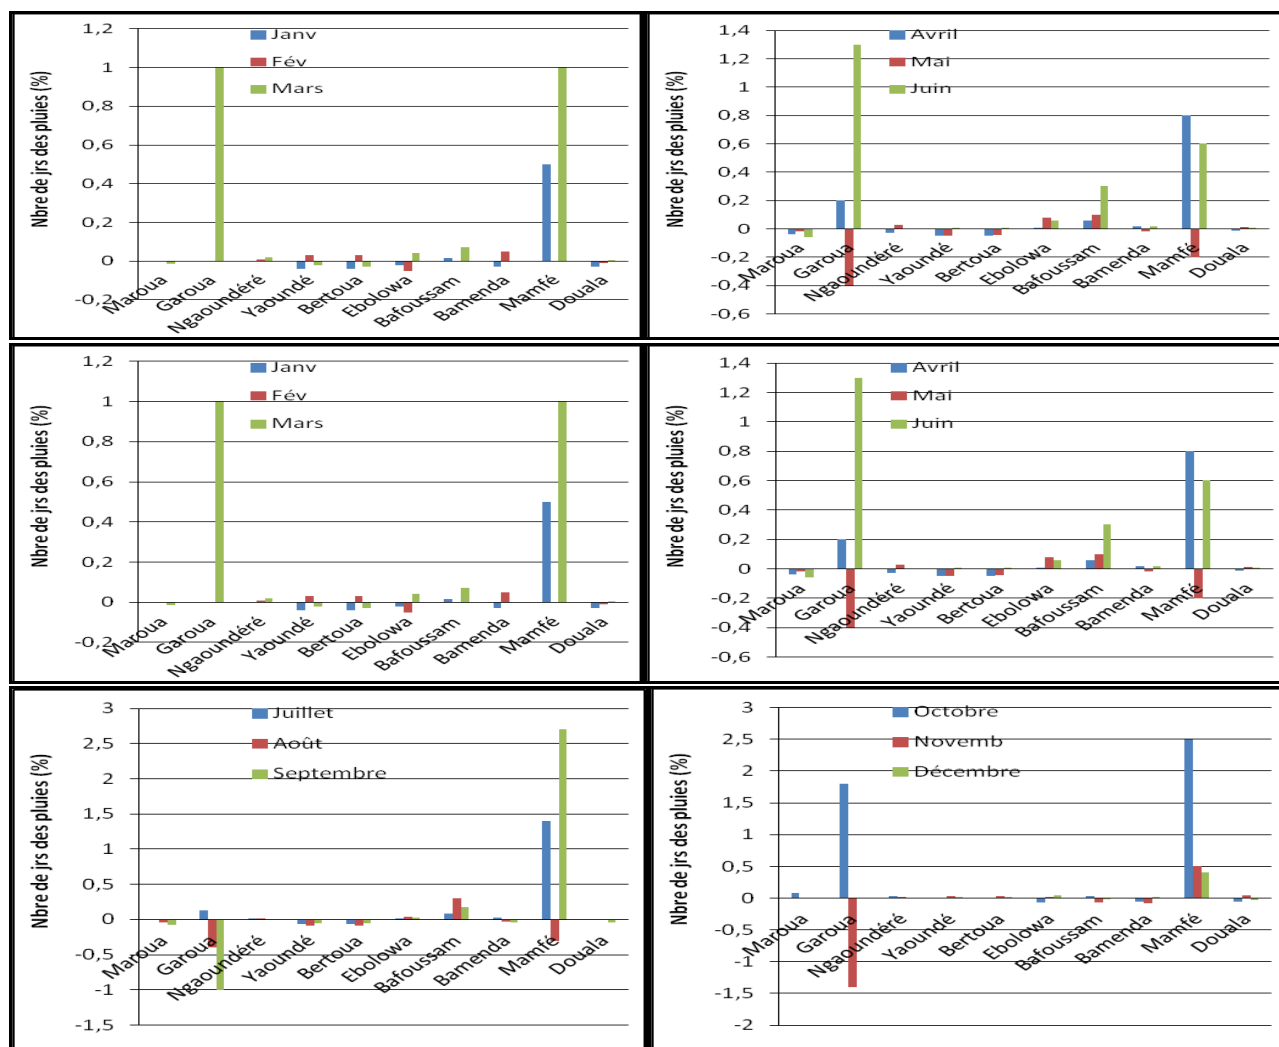 Nbre de jrs des pluies (%)
1,2
1
0,8
0,6
0,4
0,2
0
-0,2
Janv
Fév
Mars
Maroua
Garoua
Ngaoundéré
Yaoundé
Bertoua
Ebolowa
Bafoussam
Bamenda
Mamfé
Douala
Nbre de jrs des pluies (%)
1,4
1,2
1
0,8
0,6
0,4
0,2
0
-0,2
-0,4
-0,6
Avril
Mai
Juin
Maroua
Garoua
Ngaoundéré
Yaoundé
Bertoua
Ebolowa
Bafoussam
Bamenda
Mamfé
Douala
Nbre de jrs des pluies (%)
1,2
1
0,8
0,6
0,4
0,2
0
-0,2
Janv
Fév
Mars
Maroua
Garoua
Ngaoundéré
Yaoundé
Bertoua
Ebolowa
Bafoussam
Bamenda
Mamfé
Douala
Nbre de jrs des pluies (%)
1,4
1,2
1
0,8
0,6
0,4
0,2
0
-0,2
-0,4
-0,6
Avril
Mai
Juin
Maroua
Garoua
Ngaoundéré
Yaoundé
Bertoua
Ebolowa
Bafoussam
Bamenda
Mamfé
Douala
Nbre de jrs des pluies (%)
3
2,5
2
1,5
1
0,5
0
-0,5
-1
-1,5
Juillet
Août
Septembre
Maroua
Garoua
Ngaoundéré
Yaoundé
Bertoua
Ebolowa
Bafoussam
Bamenda
Mamfé
Douala
Nbre de jrs des pluies (%)
3
2,5
2
1,5
1
0,5
0
-0,5
-1
-1,5
-2
Octobre
Novemb
Décembre
Maroua
Garoua
Ngaoundéré
Yaoundé
Bertoua
Ebolowa
Bafoussam
Bamenda
Mamfé
Douala